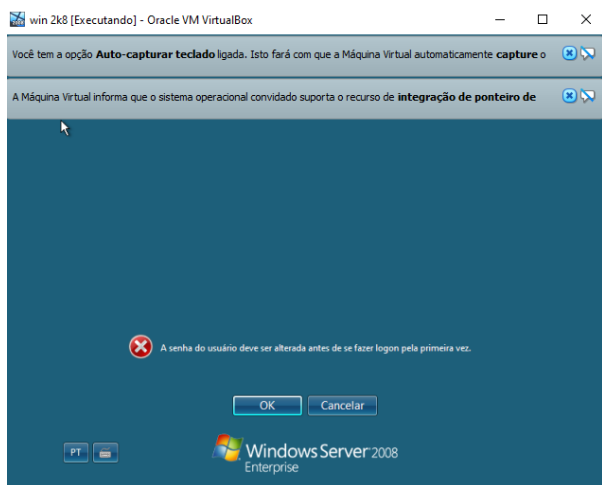 win 2k8 [Executando] - Oracle VM VirtualBox
Você tem a opção Auto-capturar teclado ligada. Isto fará com que a Máquina Virtual automaticamente capture o
A Máquina Virtual informa que o sistema operacional convidado suporta o recurso de integração de ponteiro de
A senha do usuário deve ser alterada antes de se fazer logon pela primeira vez.
OK Cancelar
PT
Windows Server 2008
Enterprise